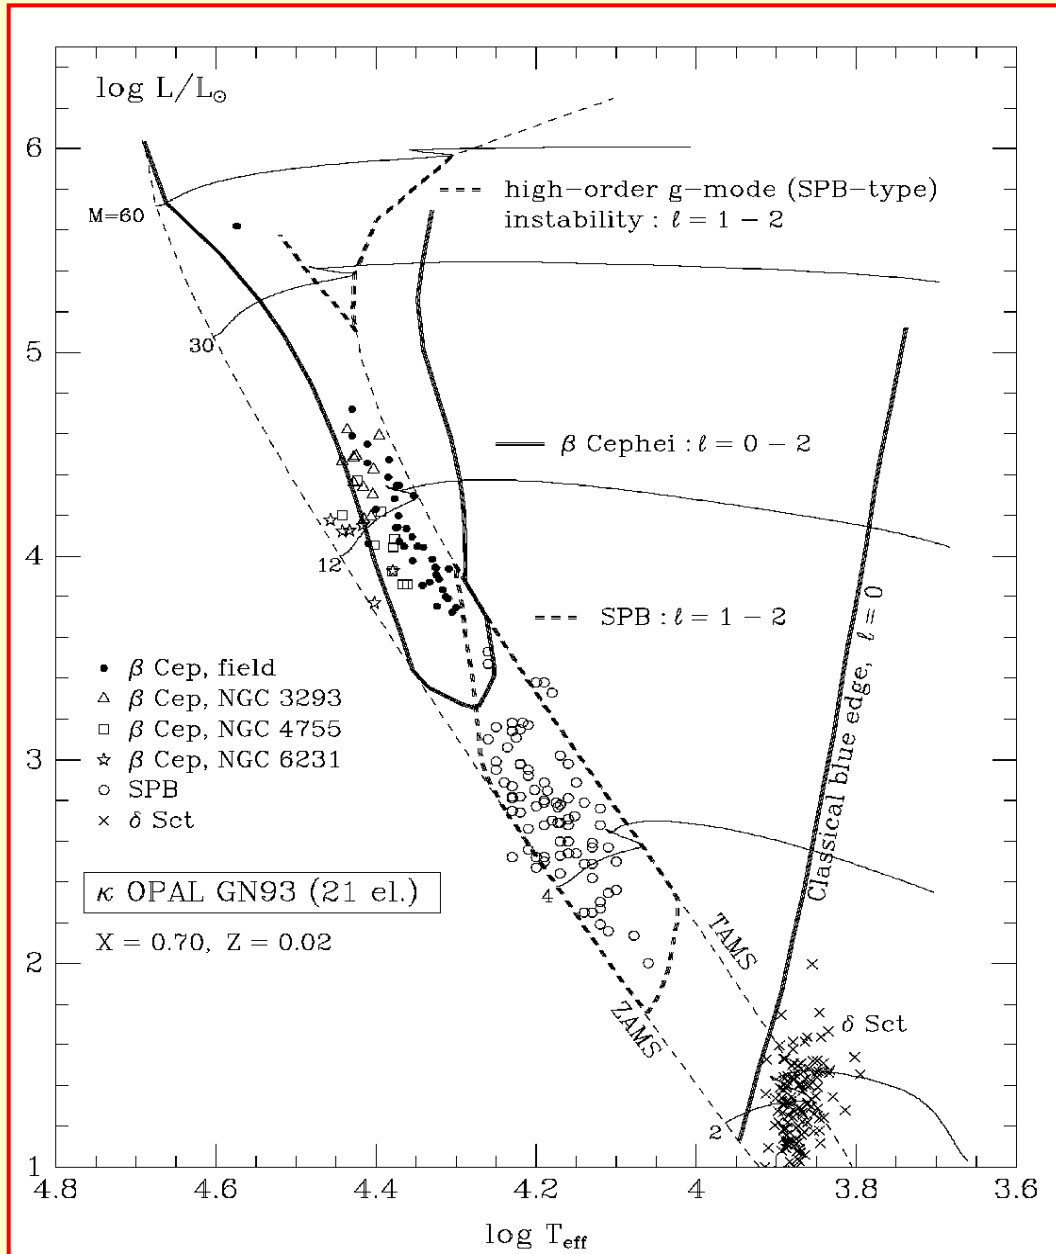 log L/L⊙
6
5
4
3
2
1
M=60
30
12
4
2
high-order g-mode (SPB-type)
instability : ℓ = 1 - 2
β Cephei : ℓ = 0 - 2
SPB : ℓ = 1 - 2
Classical blue edge, ℓ = 0
β Cep, field
β Cep, NGC 3293
β Cep, NGC 4755
β Cep, NGC 6231
SPB
δ Sct
κ OPAL GN93 (21 el.)
X = 0.70, Z = 0.02
TAMS
ZAMS
δ Sct
4.8 4.6 4.4 4.2 4 3.8 3.6
log T_eff